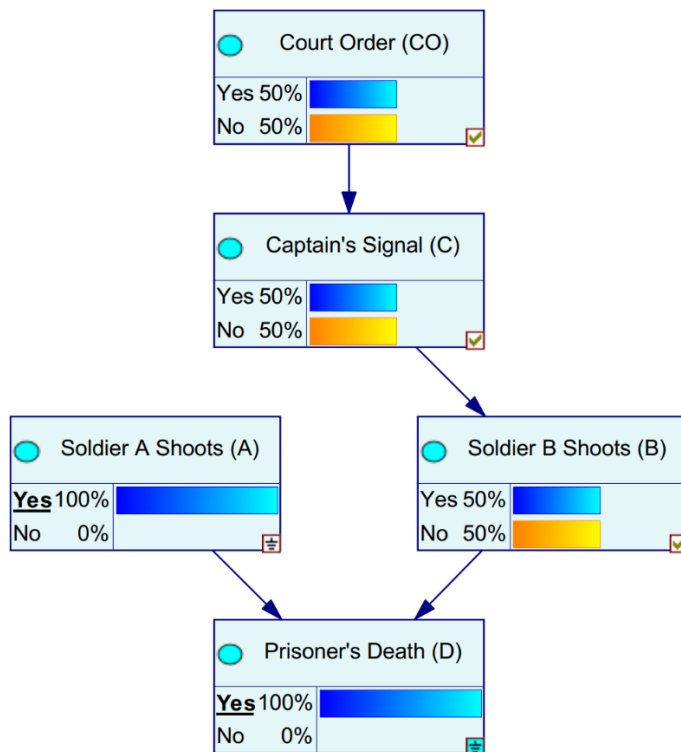 Court Order (CO)
Yes 50%
No 50%
Captain's Signal (C)
Yes 50%
No 50%
Soldier A Shoots (A)
Yes 100%
No 0%
Soldier B Shoots (B)
Yes 50%
No 50%
Prisoner's Death (D)
Yes 100%
No 0%